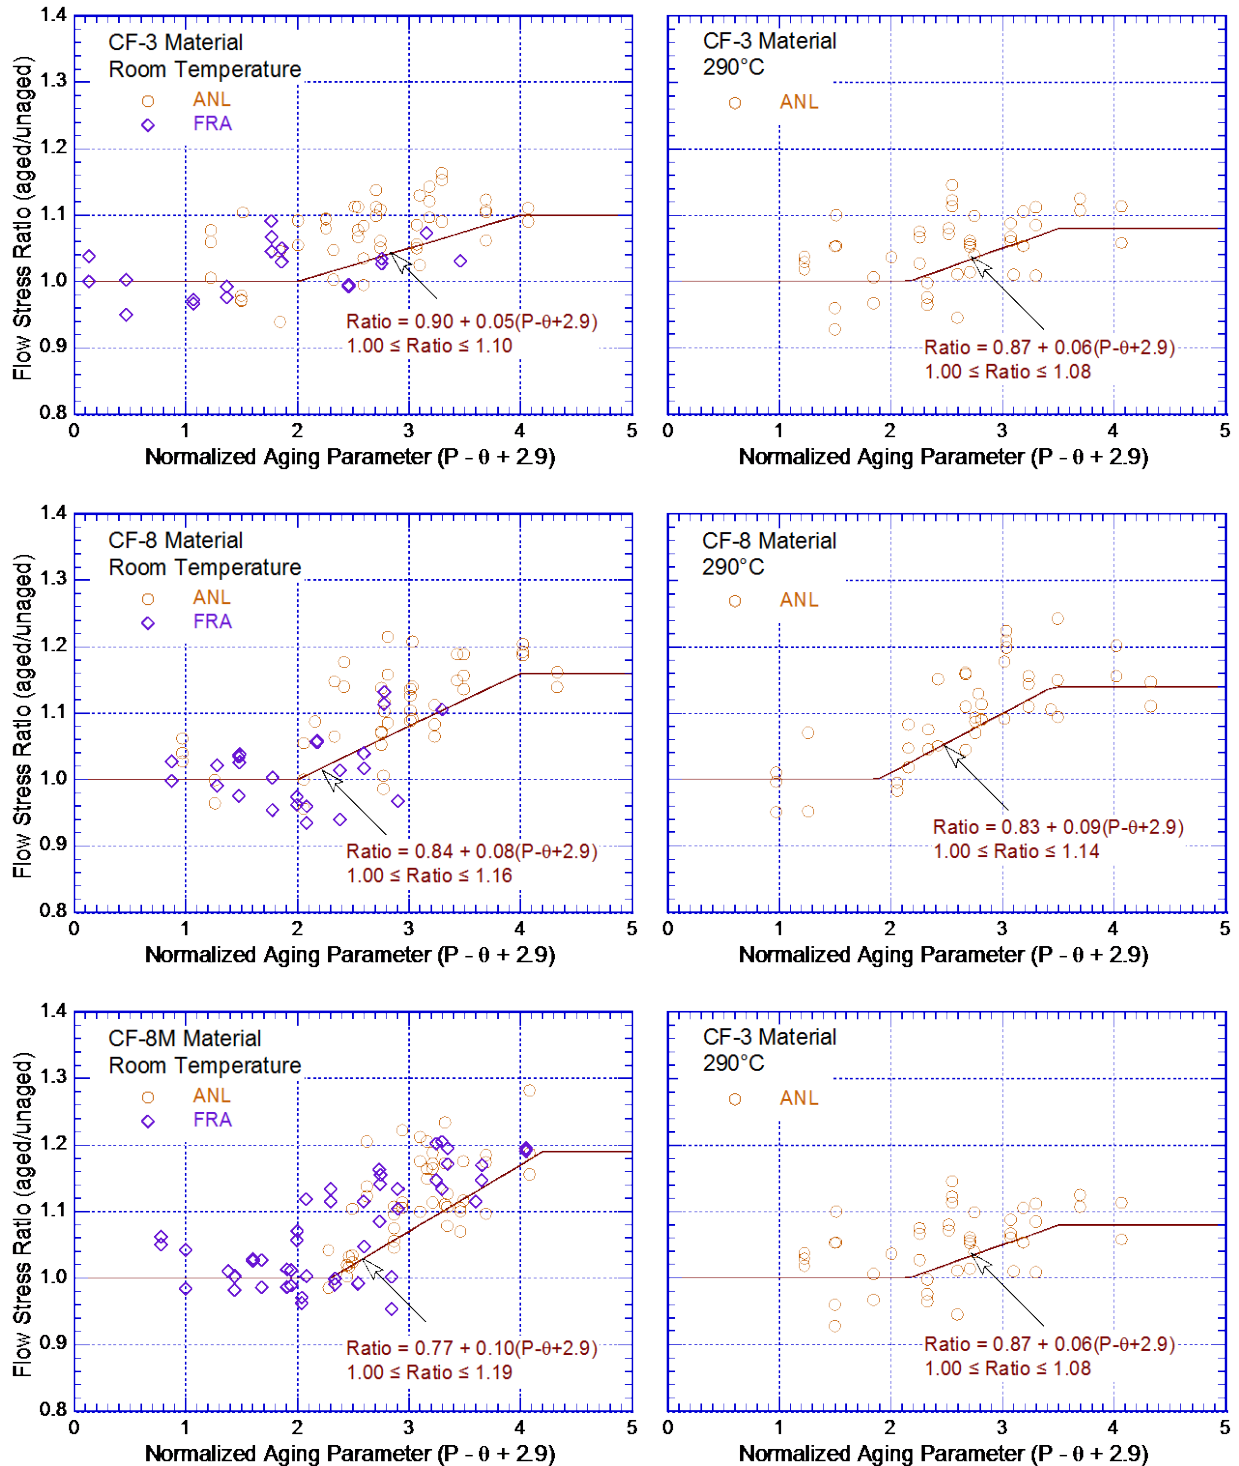 1.4
1.3
1.2
1.1
1.0
0.9
0.8
Flow Stress Ratio (aged/unaged)
CF-3 Material
Room Temperature
ANL
FRA
Ratio = 0.90 + 0.05(P-θ+2.9)
1.00 ≤ Ratio ≤ 1.10
0 1 2 3 4 5
Normalized Aging Parameter (P - θ + 2.9)
CF-3 Material
290°C
ANL
Ratio = 0.87 + 0.06(P-θ+2.9)
1.00 ≤ Ratio ≤ 1.08
0 1 2 3 4 5
Normalized Aging Parameter (P - θ + 2.9)
1.4
1.3
1.2
1.1
1.0
0.9
0.8
Flow Stress Ratio (aged/unaged)
CF-8 Material
Room Temperature
ANL
FRA
Ratio = 0.84 + 0.08(P-θ+2.9)
1.00 ≤ Ratio ≤ 1.16
0 1 2 3 4 5
Normalized Aging Parameter (P - θ + 2.9)
CF-8 Material
290°C
ANL
Ratio = 0.83 + 0.09(P-θ+2.9)
1.00 ≤ Ratio ≤ 1.14
0 1 2 3 4 5
Normalized Aging Parameter (P - θ + 2.9)
1.4
1.3
1.2
1.1
1.0
0.9
0.8
Flow Stress Ratio (aged/unaged)
CF-8M Material
Room Temperature
ANL
FRA
Ratio = 0.77 + 0.10(P-θ+2.9)
1.00 ≤ Ratio ≤ 1.19
0 1 2 3 4 5
Normalized Aging Parameter (P - θ + 2.9)
CF-3 Material
290°C
ANL
Ratio = 0.87 + 0.06(P-θ+2.9)
1.00 ≤ Ratio ≤ 1.08
0 1 2 3 4 5
Normalized Aging Parameter (P - θ + 2.9)